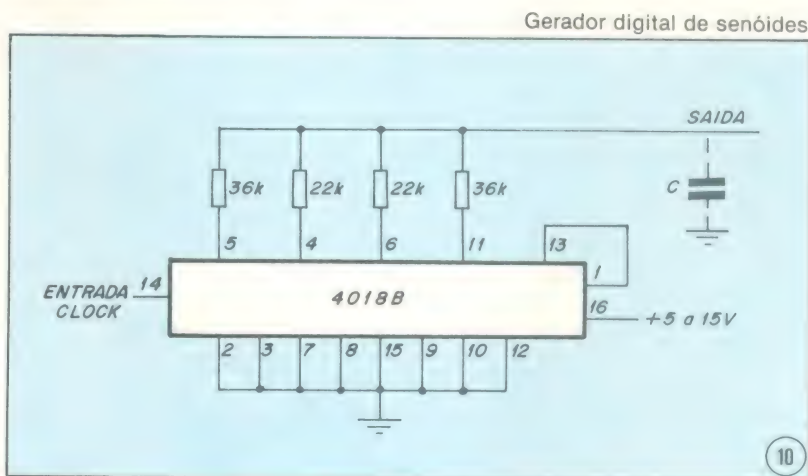 Gerador digital de senóides
SAIDA
36k 22k 22k 36k C
5 4 6 11 13
1
ENTRADA 14 4018B 16
CLOCK +5 a 15V
2 3 7 8 15 9 10 12
10